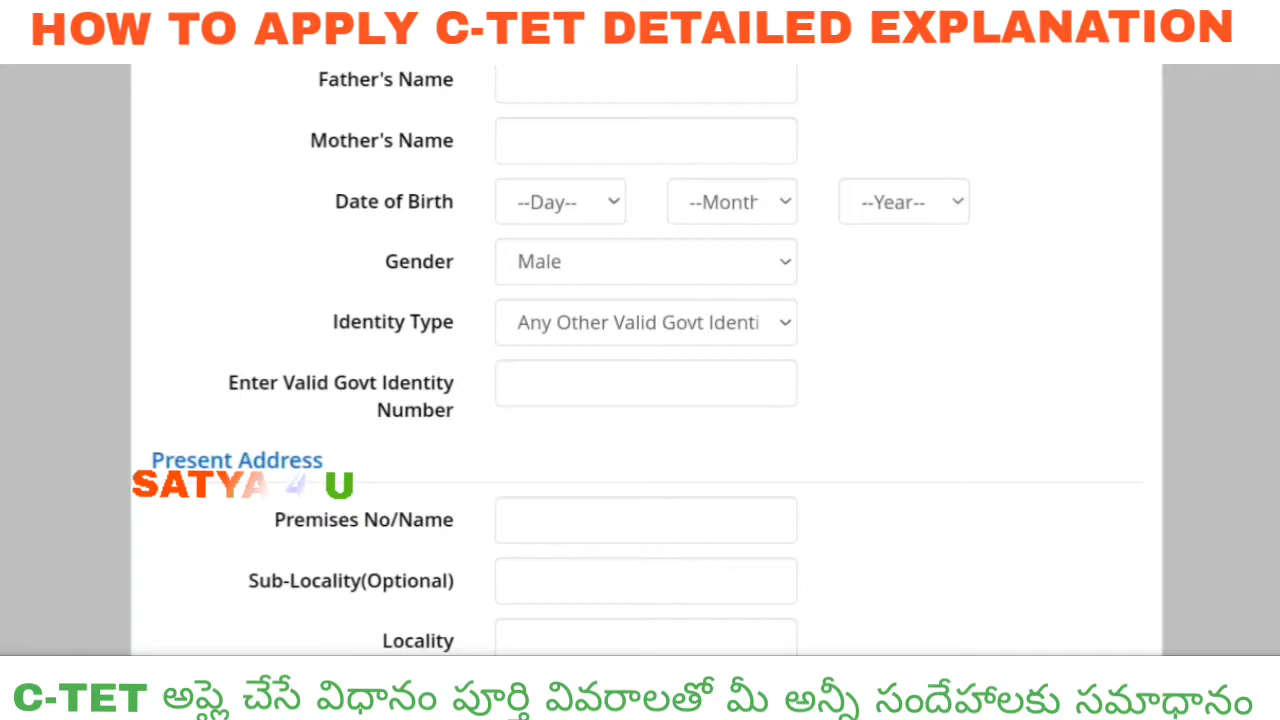 HOW TO APPLY C-TET DETAILED EXPLANATION
Father's Name
Mother's Name
Date of Birth --Day-- --Month --Year--
Gender Male
Identity Type Any Other Valid Govt Identi
Enter Valid Govt Identity
Number
Present Address
SATYA 4 U
Premises No/Name
Sub-Locality(Optional)
Locality
C-TET అప్లై చేసే విధానం పూర్తి వివరాలతో మీ అన్నీ సందేహాలకు సమాధానం